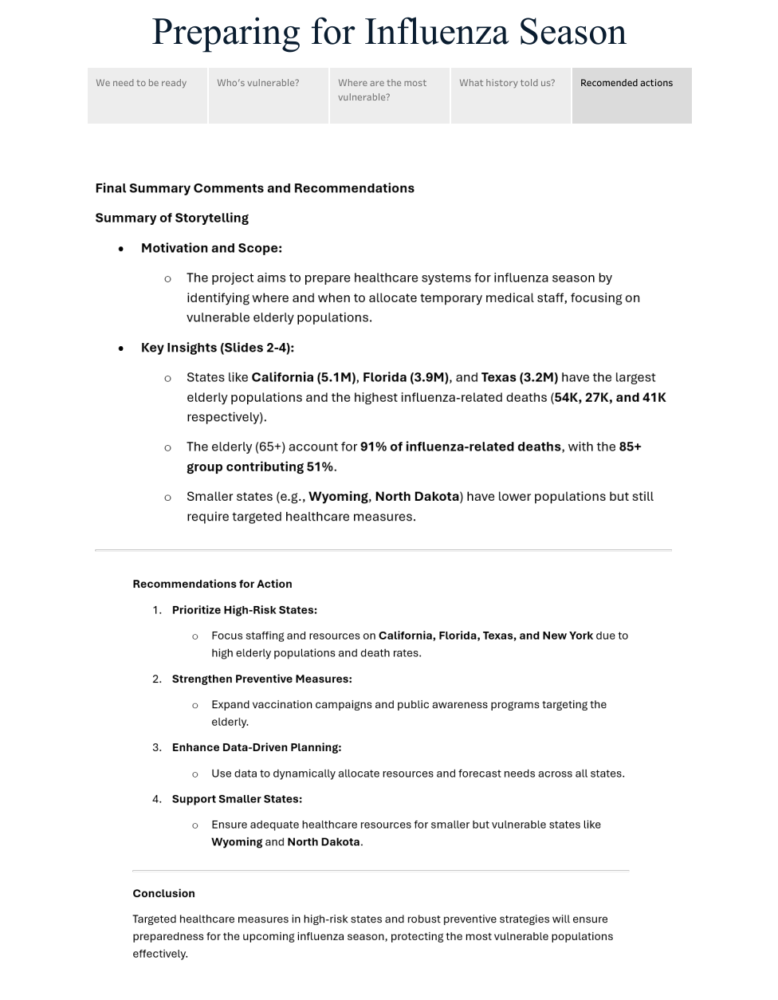 Preparing for Influenza Season
We need to be ready
Who's vulnerable?
Where are the most
vulnerable?
What history told us?
Recomended actions
Final Summary Comments and Recommendations
Summary of Storytelling
• Motivation and Scope:
o The project aims to prepare healthcare systems for influenza season by
identifying where and when to allocate temporary medical staff, focusing on
vulnerable elderly populations.
• Key Insights (Slides 2-4):
o States like California (5.1M), Florida (3.9M), and Texas (3.2M) have the largest
elderly populations and the highest influenza-related deaths (54K, 27K, and 41K
respectively).
o The elderly (65+) account for 91% of influenza-related deaths, with the 85+
group contributing 51%.
o Smaller states (e.g., Wyoming, North Dakota) have lower populations but still
require targeted healthcare measures.
Recommendations for Action
1. Prioritize High-Risk States:
o Focus staffing and resources on California, Florida, Texas, and New York due to
high elderly populations and death rates.
2. Strengthen Preventive Measures:
o Expand vaccination campaigns and public awareness programs targeting the
elderly.
3. Enhance Data-Driven Planning:
o Use data to dynamically allocate resources and forecast needs across all states.
4. Support Smaller States:
o Ensure adequate healthcare resources for smaller but vulnerable states like
Wyoming and North Dakota.
Conclusion
Targeted healthcare measures in high-risk states and robust preventive strategies will ensure
preparedness for the upcoming influenza season, protecting the most vulnerable populations
effectively.